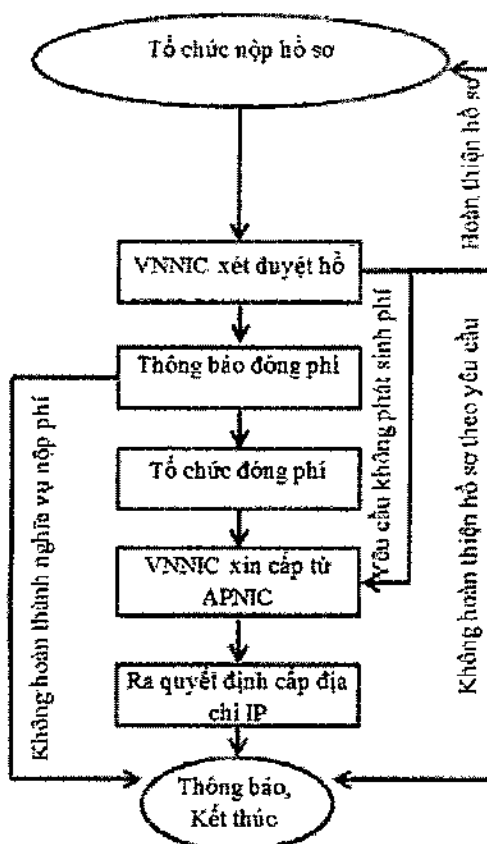 Tổ chức nộp hồ sơ
Hoàn thiện hồ sơ
VNNIC xét duyệt hồ
Thông báo đóng phí
Yêu cầu không phát sinh phí
Không hoàn thiện hồ sơ theo yêu cầu
Không hoàn thành nghĩa vụ nộp phí
Tổ chức đóng phí
VNNIC xin cấp từ
APNIC
Ra quyết định cấp địa
chỉ IP
Thông báo,
Kết thúc